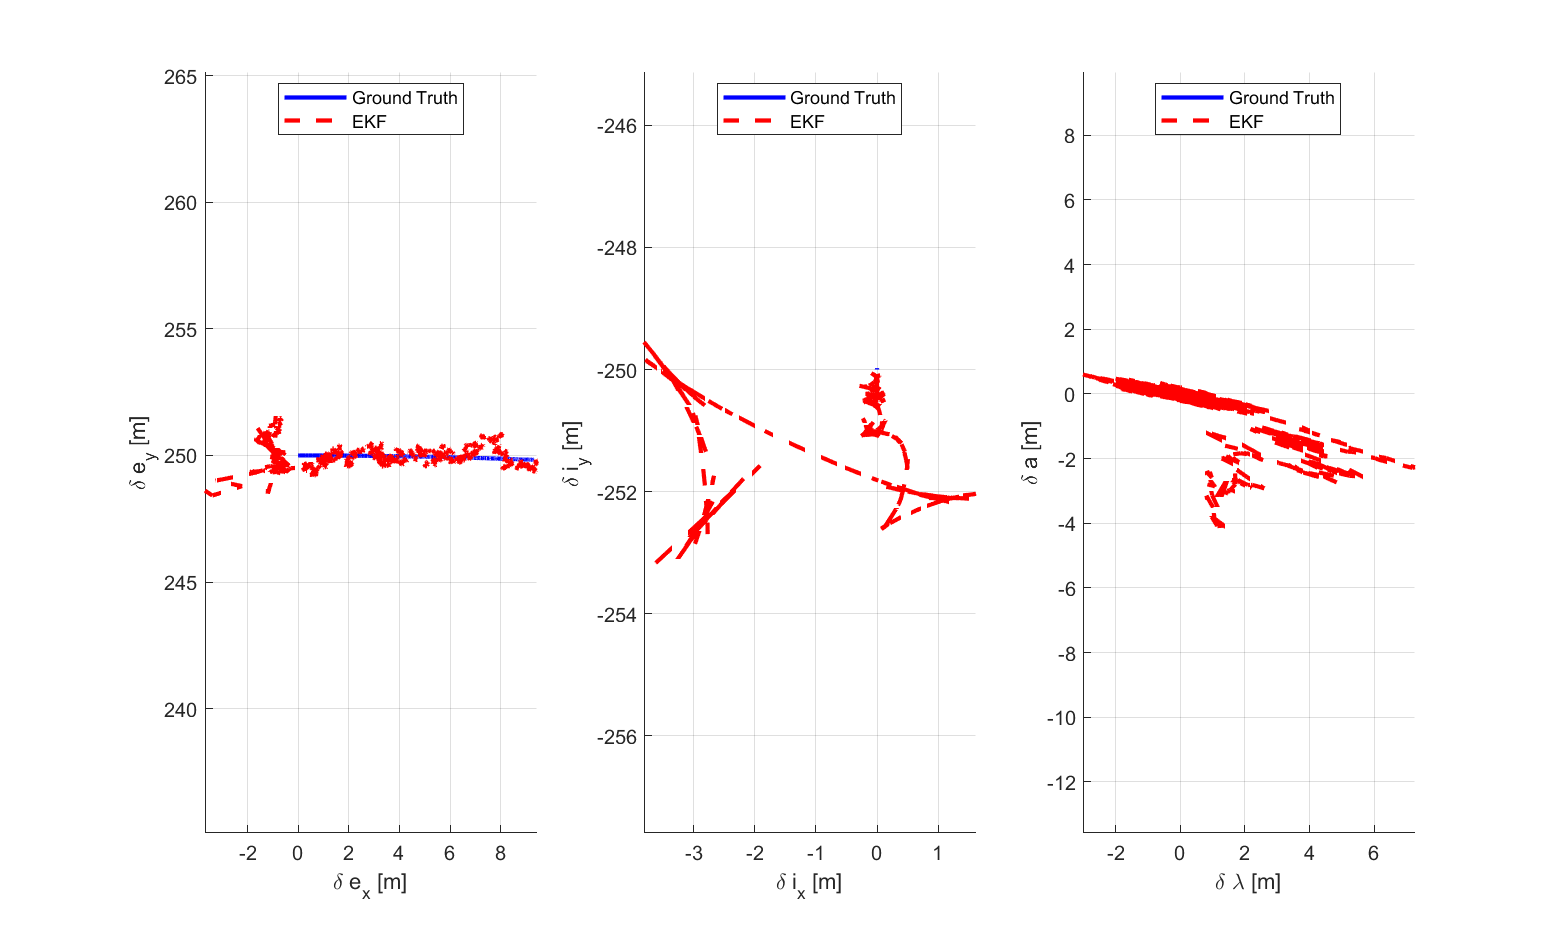 Ground Truth
EKF
265
260
255
250
245
240
δ e_y [m]
-2 0 2 4 6 8
δ e_x [m]
Ground Truth
EKF
-246
-248
-250
-252
-254
-256
δ i_y [m]
-3 -2 -1 0 1
δ i_x [m]
Ground Truth
EKF
8
6
4
2
0
-2
-4
-6
-8
-10
-12
δ a [m]
-2 0 2 4 6
δ λ [m]